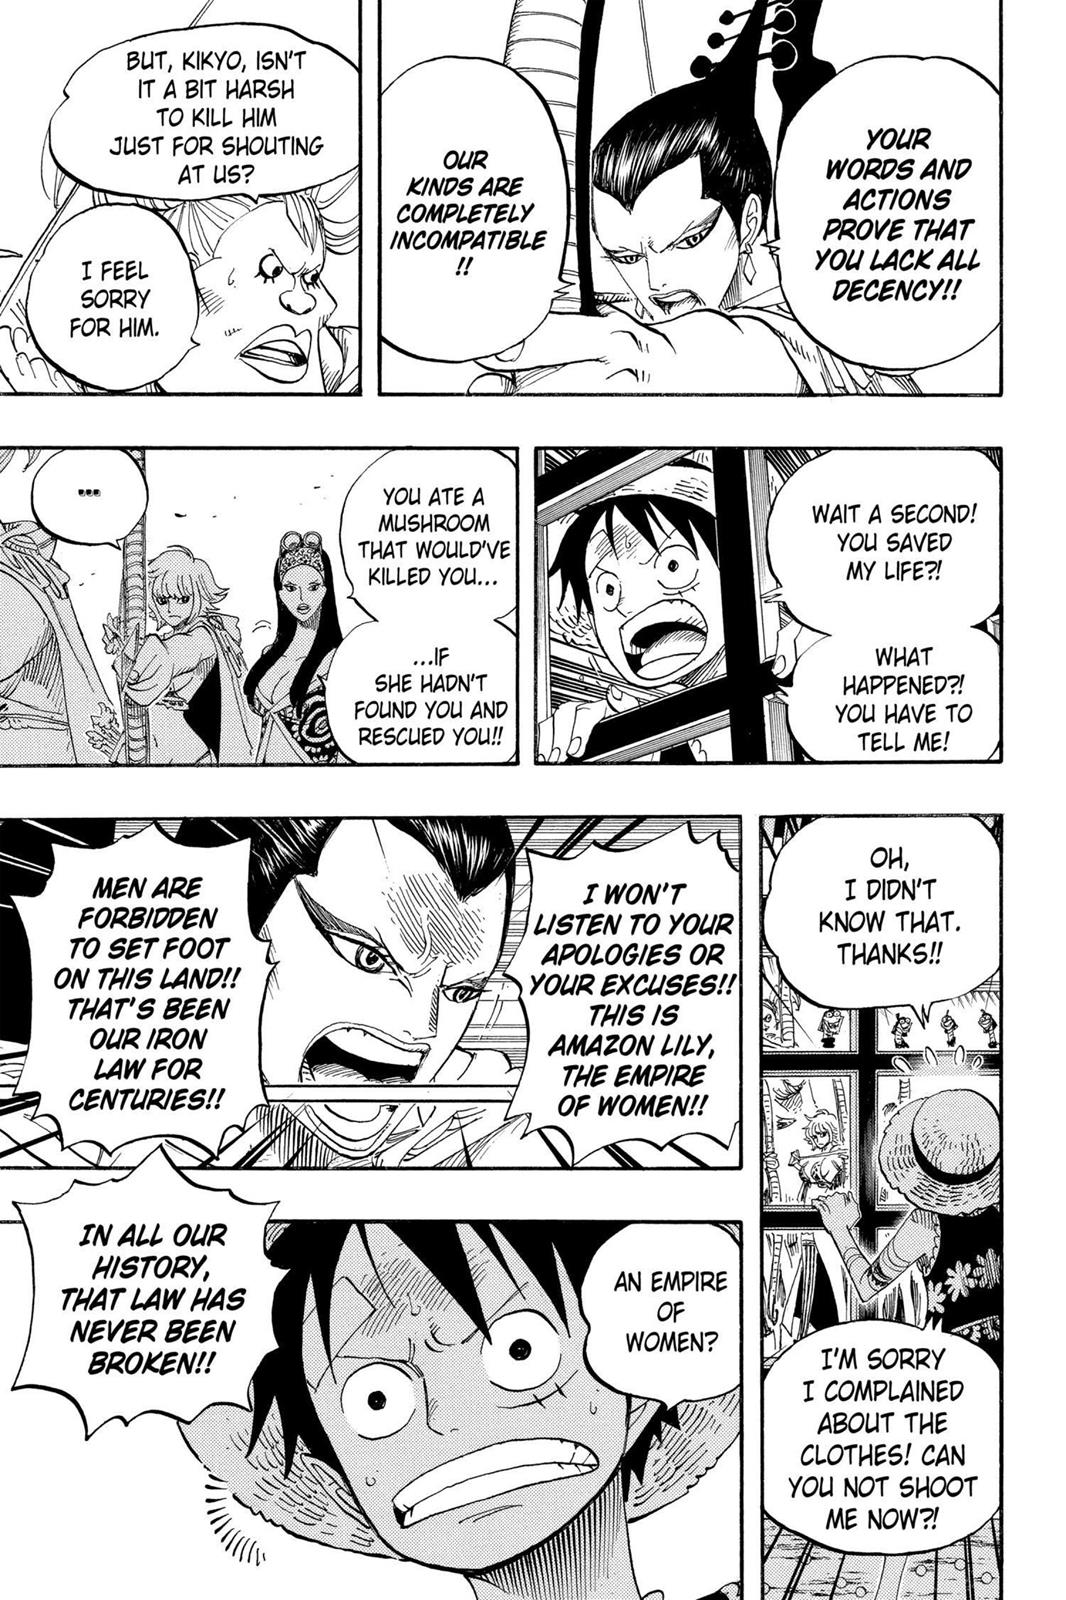 YOUR
WORDS AND
ACTIONS
PROVE THAT
YOU LACK ALL
DECENCY!!
OUR
KINDS ARE
COMPLETELY
INCOMPATIBLE
!!
BUT, KIKYO, ISN'T
IT A BIT HARSH
TO KILL HIM
JUST FOR SHOUTING
AT US?
I FEEL
SORRY
FOR HIM.
WAIT A SECOND!
YOU SAVED
MY LIFE?!
WHAT
HAPPENED?!
YOU HAVE TO
TELL ME!
YOU ATE A
MUSHROOM
THAT WOULD'VE
KILLED YOU...
...IF
SHE HADN'T
FOUND YOU AND
RESCUED YOU!!
...
OH,
I DIDN'T
KNOW THAT.
THANKS!!
I'M SORRY
I COMPLAINED
ABOUT THE
CLOTHES! CAN
YOU NOT SHOOT
ME NOW?!
I WON'T
LISTEN TO YOUR
APOLOGIES OR
YOUR EXCUSES!!
THIS IS
AMAZON LILY,
THE EMPIRE
OF WOMEN!!
MEN ARE
FORBIDDEN
TO SET FOOT
ON THIS LAND!!
THAT'S BEEN
OUR IRON
LAW FOR
CENTURIES!!
AN EMPIRE
OF
WOMEN?
IN ALL OUR
HISTORY,
THAT LAW HAS
NEVER BEEN
BROKEN!!